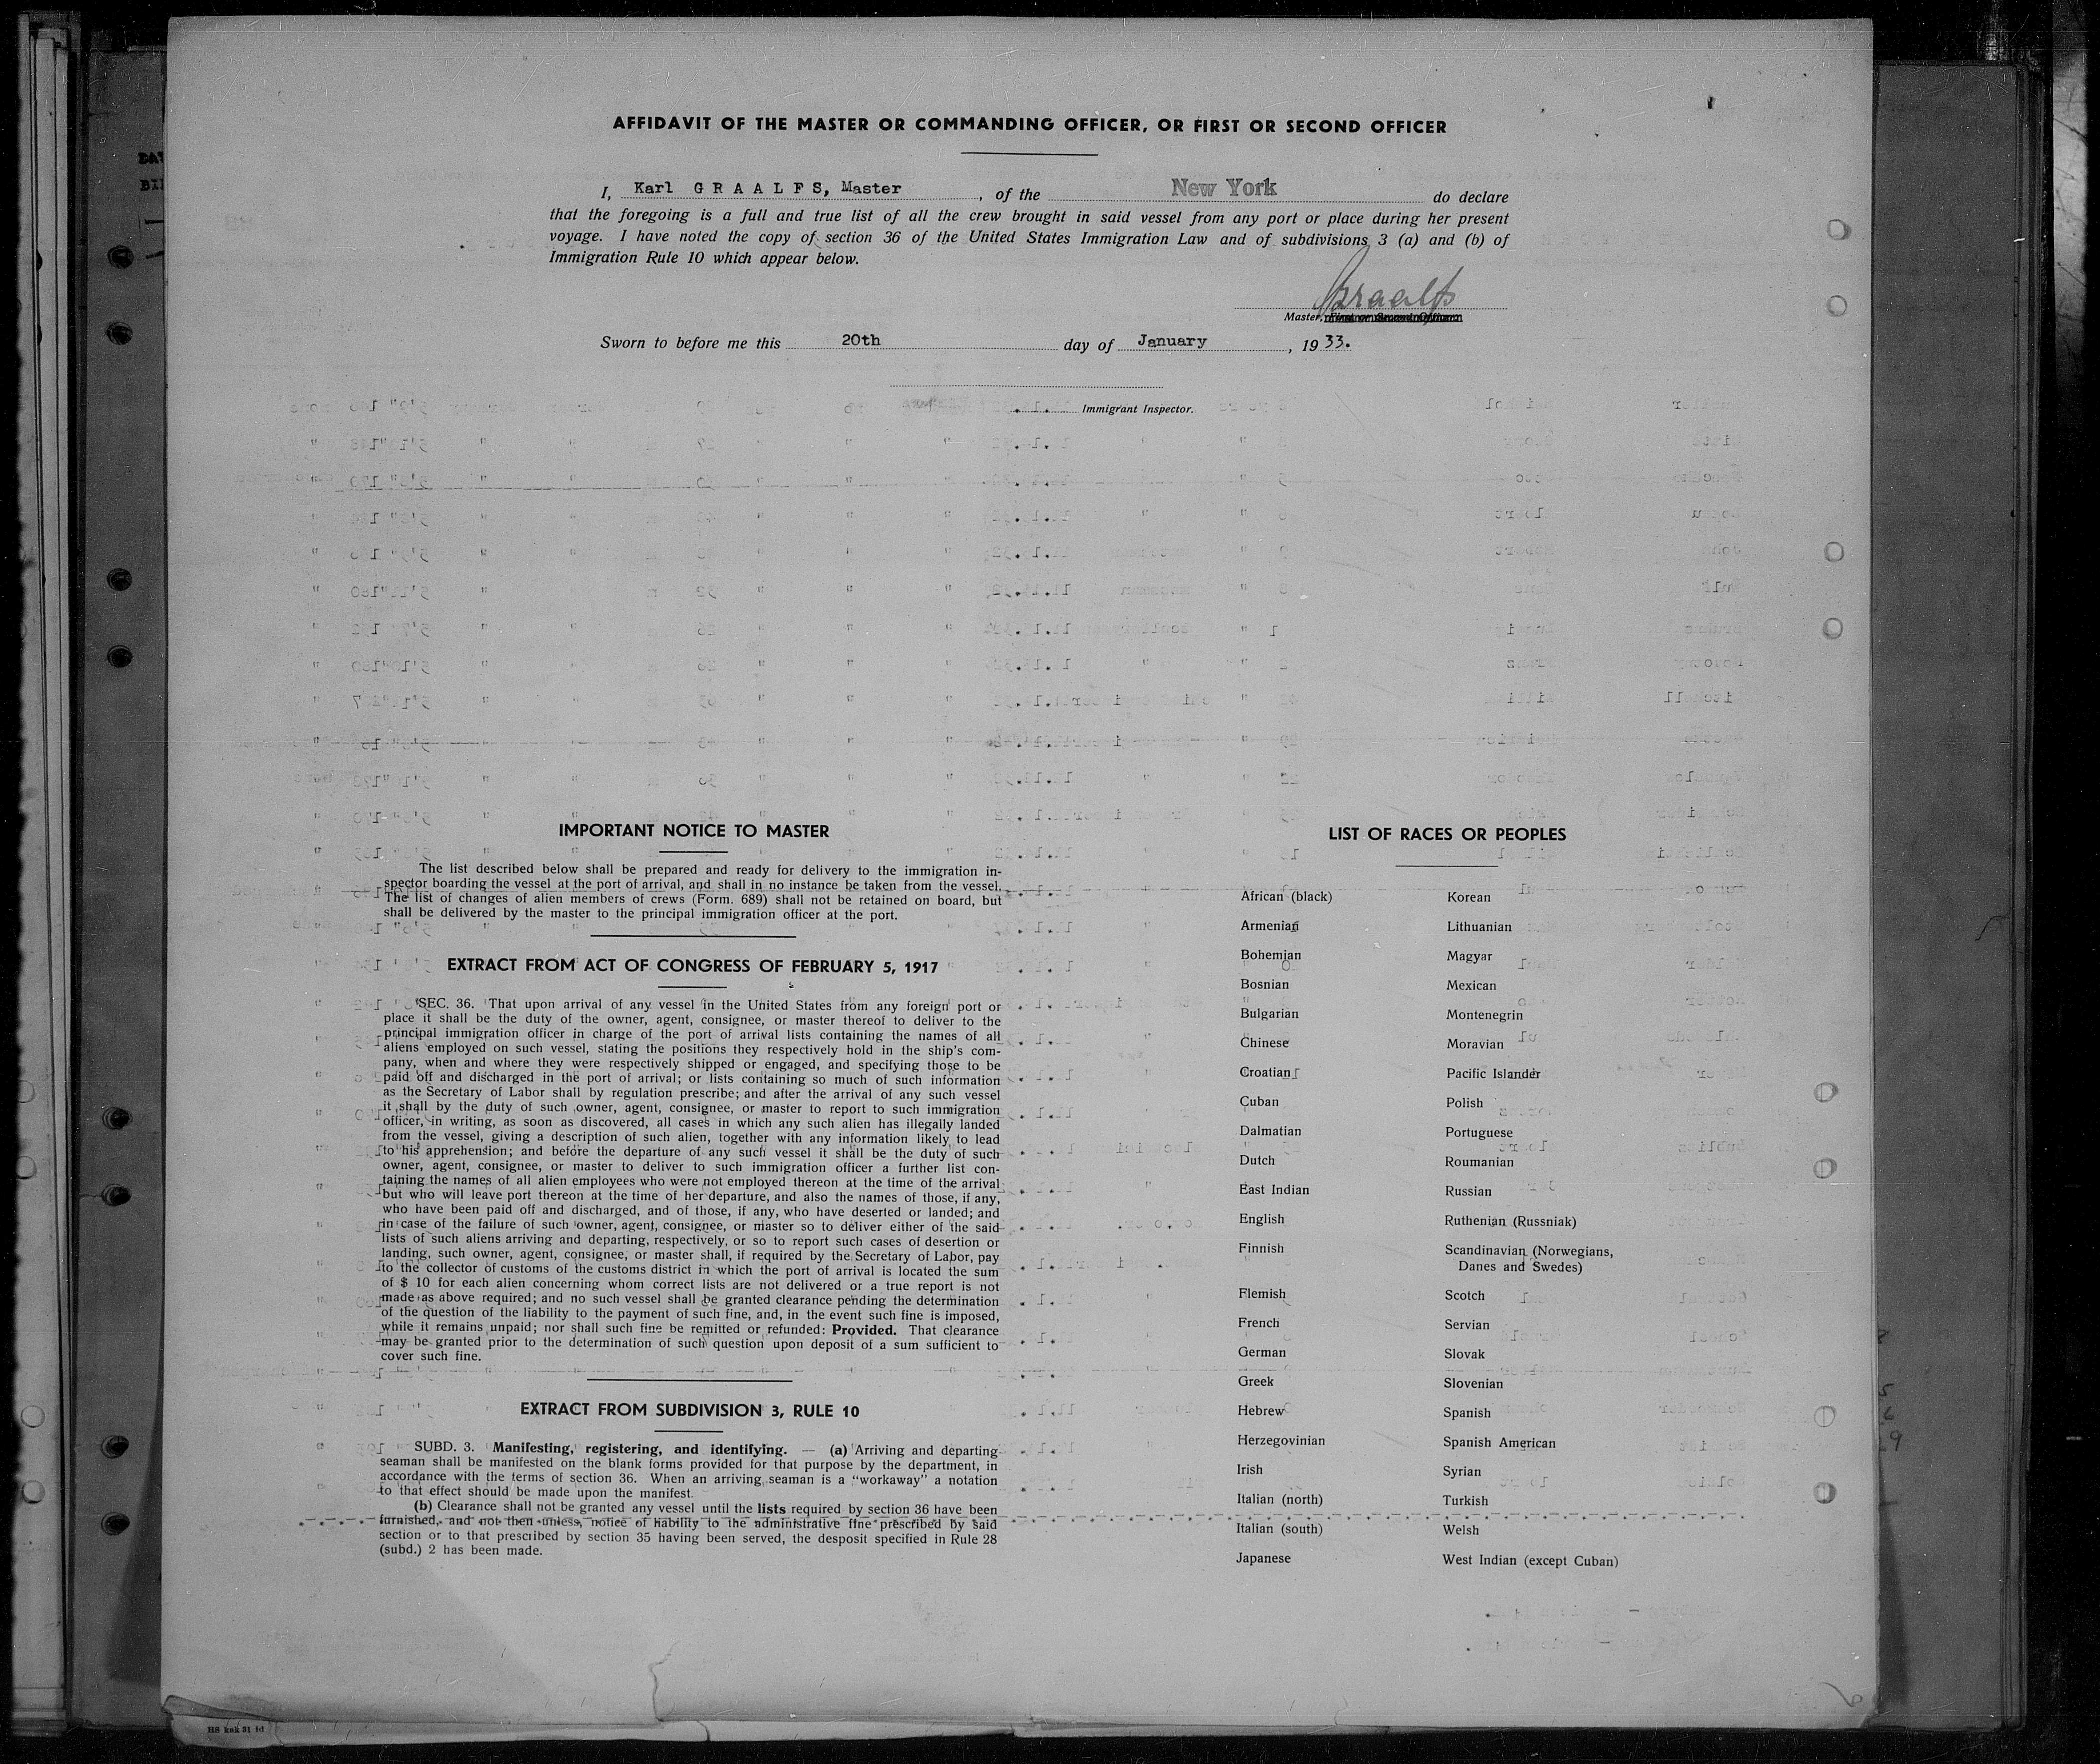 AFFIDAVIT OF THE MASTER OR COMMANDING OFFICER, OR FIRST OR SECOND OFFICER
I, Karl GRAALFS, Master, of the New York do declare
that the foregoing is a full and true list of all the crew brought in said vessel from any port or place during her present
voyage. I have noted the copy of section 36 of the United States Immigration Law and of subdivisions 3 (a) and (b) of
Immigration Rule 10 which appear below.
Graalfs
Master, First or Second Officer.
Sworn to before me this 20th day of January, 1933.
Immigrant Inspector.
IMPORTANT NOTICE TO MASTER
The list described below shall be prepared and ready for delivery to the immigration in-
spector boarding the vessel at the port of arrival, and shall in no instance be taken from the vessel.
The list of changes of alien members of crews (Form. 689) shall not be retained on board, but
shall be delivered by the master to the principal immigration officer at the port.
EXTRACT FROM ACT OF CONGRESS OF FEBRUARY 5, 1917
SEC. 36. That upon arrival of any vessel in the United States from any foreign port or
place it shall be the duty of the owner, agent, consignee, or master thereof to deliver to the
principal immigration officer in charge of the port of arrival lists containing the names of all
aliens employed on such vessel, stating the positions they respectively hold in the ship's com-
pany, when and where they were respectively shipped or engaged, and specifying those to be
paid off and discharged in the port of arrival; or lists containing so much of such information
as the Secretary of Labor shall by regulation prescribe; and after the arrival of any such vessel
it shall by the duty of such owner, agent, consignee, or master to report to such immigration
officer, in writing, as soon as discovered, all cases in which any such alien has illegally landed
from the vessel, giving a description of such alien, together with any information likely to lead
to his apprehension; and before the departure of any such vessel it shall be the duty of such
owner, agent, consignee, or master to deliver to such immigration officer a further list con-
taining the names of all alien employees who were not employed thereon at the time of the arrival
but who will leave port thereon at the time of her departure, and also the names of those, if any,
who have been paid off and discharged, and of those, if any, who have deserted or landed; and
in case of the failure of such owner, agent, consignee, or master so to deliver either of the said
lists of such aliens arriving and departing, respectively, or so to report such cases of desertion or
landing, such owner, agent, consignee, or master shall, if required by the Secretary of Labor, pay
to the collector of customs of the customs district in which the port of arrival is located the sum
of $ 10 for each alien concerning whom correct lists are not delivered or a true report is not
made as above required; and no such vessel shall be granted clearance pending the determination
of the question of the liability to the payment of such fine, and, in the event such fine is imposed,
while it remains unpaid; nor shall such fine be remitted or refunded: Provided. That clearance
may be granted prior to the determination of such question upon deposit of a sum sufficient to
cover such fine.
EXTRACT FROM SUBDIVISION 3, RULE 10
SUBD. 3. Manifesting, registering, and identifying. — (a) Arriving and departing
seaman shall be manifested on the blank forms provided for that purpose by the department, in
accordance with the terms of section 36. When an arriving seaman is a “workaway” a notation
to that effect should be made upon the manifest.
(b) Clearance shall not be granted any vessel until the lists required by section 36 have been
furnished, and not then unless, notice of liability to the administrative fine prescribed by said
section or to that prescribed by section 35 having been served, the desposit specified in Rule 28
(subd.) 2 has been made.
LIST OF RACES OR PEOPLES
African (black)
Armenian
Bohemian
Bosnian
Bulgarian
Chinese
Croatian
Cuban
Dalmatian
Dutch
East Indian
English
Finnish
Flemish
French
German
Greek
Hebrew
Herzegovinian
Irish
Italian (north)
Italian (south)
Japanese
Korean
Lithuanian
Magyar
Mexican
Montenegrin
Moravian
Pacific Islander
Polish
Portuguese
Roumanian
Russian
Ruthenian (Russniak)
Scandinavian (Norwegians,
Danes and Swedes)
Scotch
Servian
Slovak
Slovenian
Spanish
Spanish American
Syrian
Turkish
Welsh
West Indian (except Cuban)